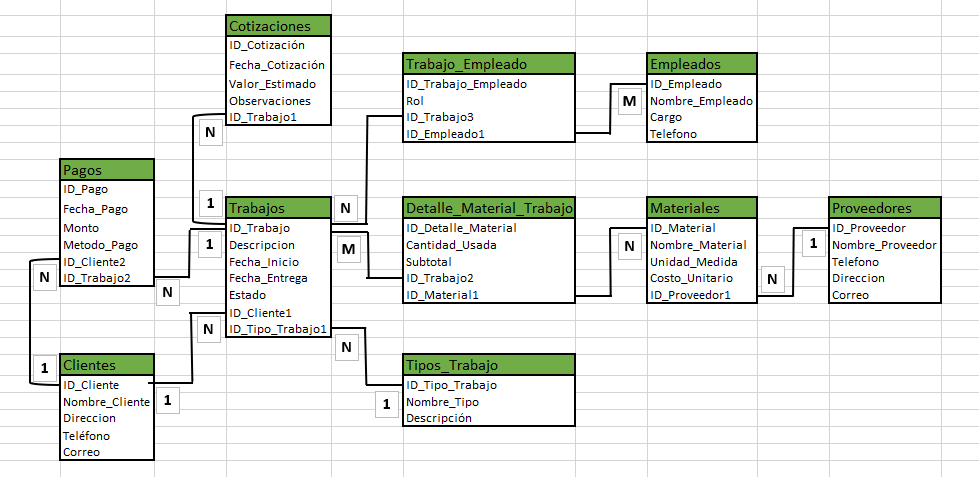 Cotizaciones
ID_Cotización
Fecha_Cotización
Valor_Estimado
Observaciones
ID_Trabajo1
Trabajo_Empleado
ID_Trabajo_Empleado
Rol
ID_Trabajo3
ID_Empleado1
Empleados
ID_Empleado
Nombre_Empleado
Cargo
Telefono
M
N
1
Pagos
ID_Pago
Fecha_Pago
Monto
Metodo_Pago
ID_Cliente2
ID_Trabajo2
N
N
1
Trabajos
ID_Trabajo
Descripcion
Fecha_Inicio
Fecha_Entrega
Estado
ID_Cliente1
ID_Tipo_Trabajo1
N
M
Detalle_Material_Trabajo
ID_Detalle_Material
Cantidad_Usada
Subtotal
ID_Trabajo2
ID_Material1
N
Materiales
ID_Material
Nombre_Material
Unidad_Medida
Costo_Unitario
ID_Proveedor1
1
N
Proveedores
ID_Proveedor
Nombre_Proveedor
Telefono
Direccion
Correo
N
N
1
1
1
Clientes
ID_Cliente
Nombre_Cliente
Direccion
Teléfono
Correo
Tipos_Trabajo
ID_Tipo_Trabajo
Nombre_Tipo
Descripción